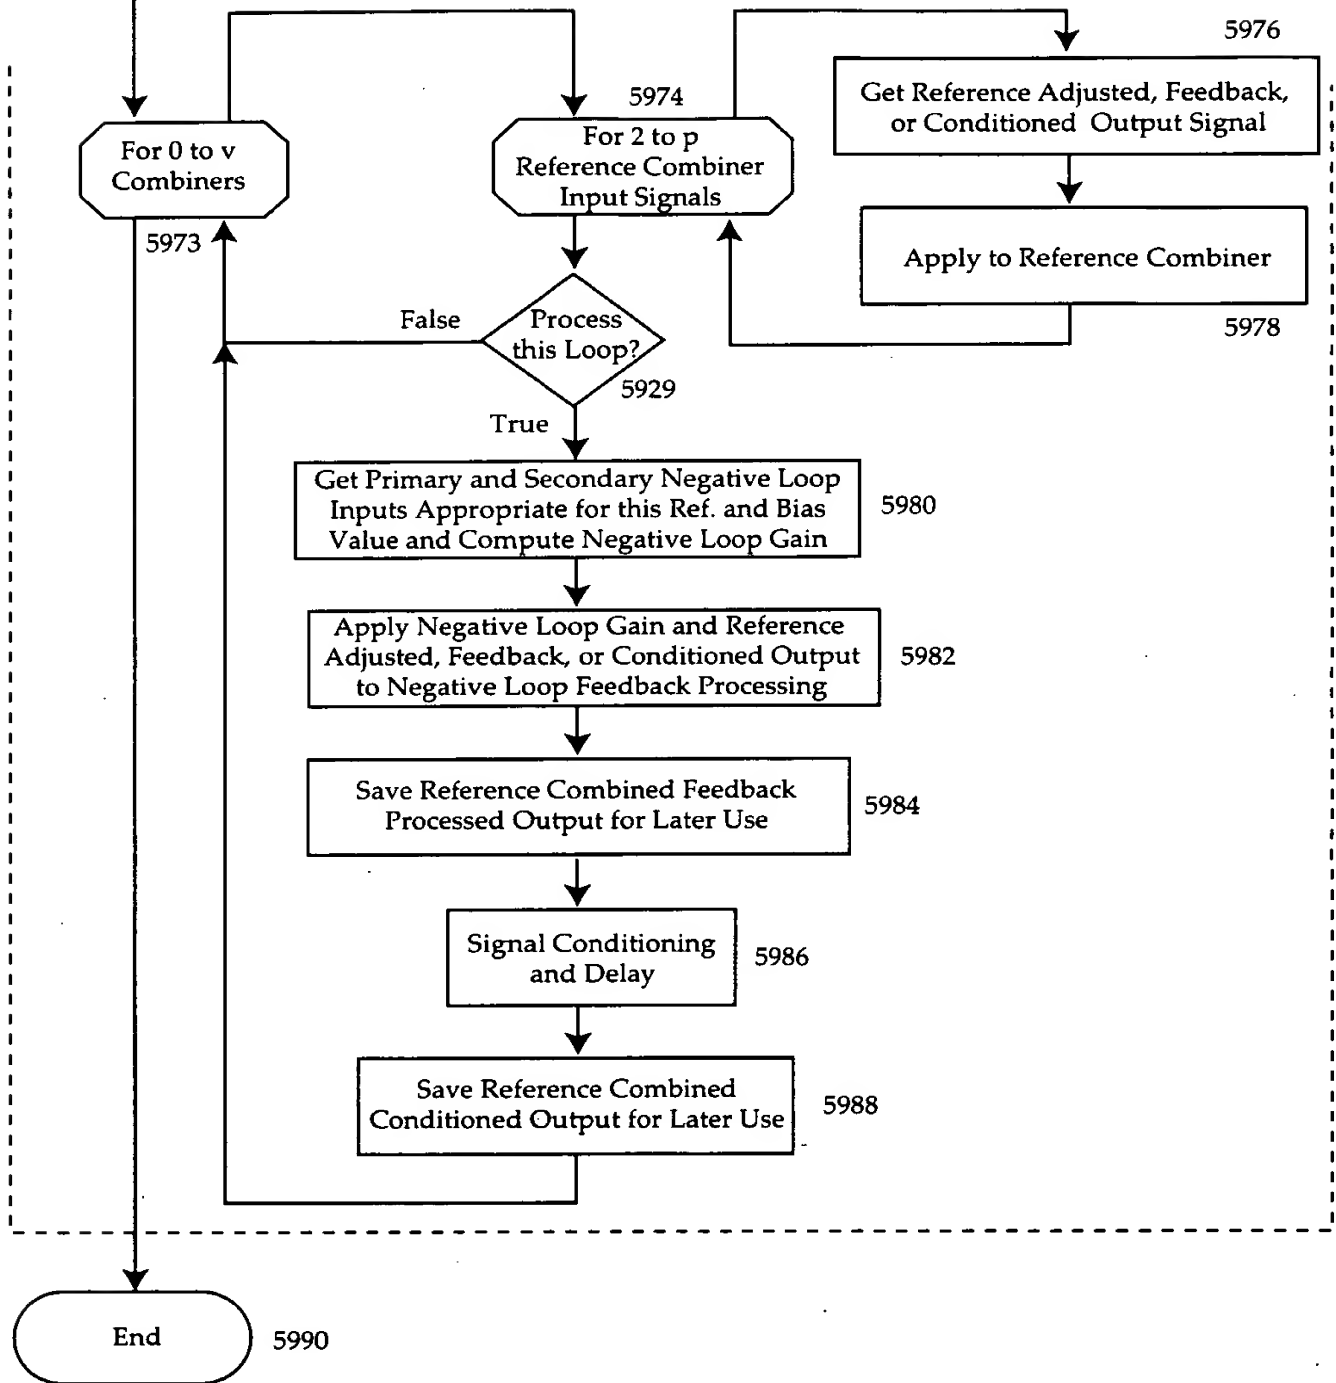 5976
Get Reference Adjusted, Feedback,
or Conditioned Output Signal
5974
For 2 to p
Reference Combiner
Input Signals
For 0 to v
Combiners
5973
Apply to Reference Combiner
5978
False
Process
this Loop?
5929
True
Get Primary and Secondary Negative Loop
Inputs Appropriate for this Ref. and Bias
Value and Compute Negative Loop Gain
5980
Apply Negative Loop Gain and Reference
Adjusted, Feedback, or Conditioned Output
to Negative Loop Feedback Processing
5982
Save Reference Combined Feedback
Processed Output for Later Use
5984
Signal Conditioning
and Delay
5986
Save Reference Combined
Conditioned Output for Later Use
5988
End
5990